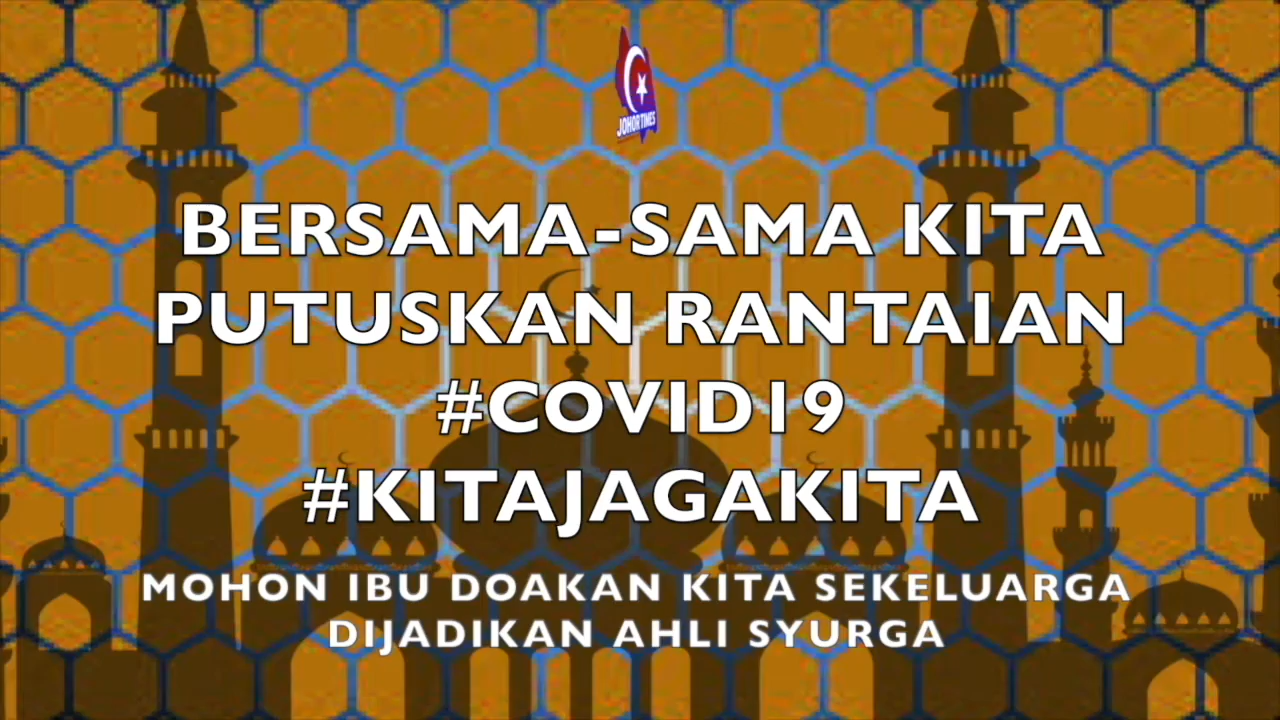 JOHORTIMES
BERSAMA-SAMA KITA
PUTUSKAN RANTAIAN
#COVID19
#KITAJAGAKITA
MOHON IBU DOAKAN KITA SEKELUARGA
DIJADIKAN AHLI SYURGA